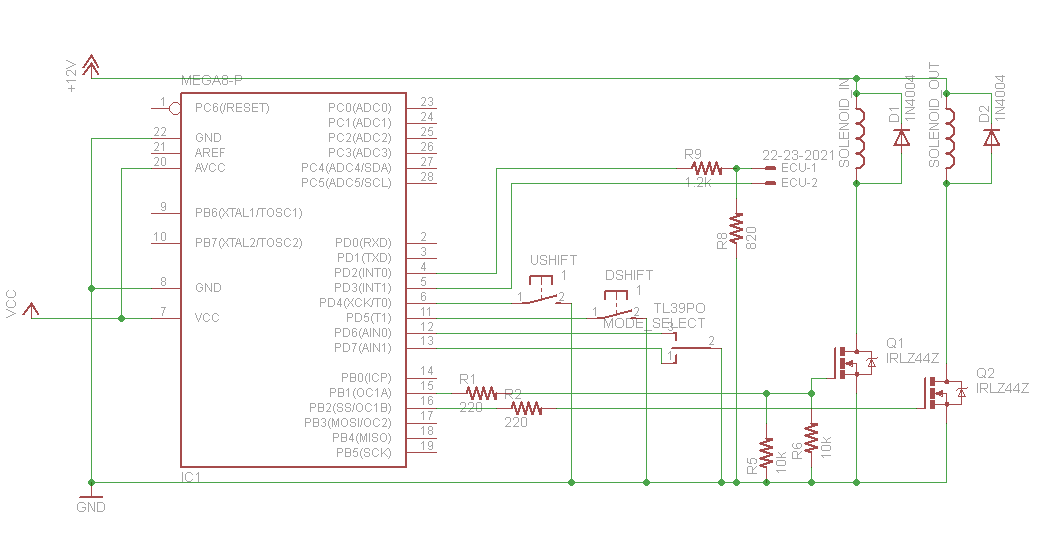 +12V
MEGA8-P
1 PC6(/RESET) PC0(ADC0) 23
PC1(ADC1) 24
22 GND PC2(ADC2) 25
21 AREF PC3(ADC3) 26
20 AVCC PC4(ADC4/SDA) 27
PC5(ADC5/SCL) 28
9 PB6(XTAL1/TOSC1)
10 PB7(XTAL2/TOSC2) PD0(RXD) 2
PD1(TXD) 3
PD2(INT0) 4
8 GND PD3(INT1) 5
PD4(XCK/T0) 6
7 VCC PD5(T1) 11
PD6(AIN0) 12
PD7(AIN1) 13
PB0(ICP) 14
PB1(OC1A) 15
PB2(SS/OC1B) 16
PB3(MOSI/OC2) 17
PB4(MISO) 18
PB5(SCK) 19
IC1
VCC
GND
R9
1.2k
22-23-2021
ECU-1
ECU-2
R8
820
USHIFT
1
1 2
DSHIFT
1
1 2
TL39PO
MODE_SELECT
3
2
1
R1
220
R2
220
R5
10k
R6
10k
SOLENOID_IN
D1
1N4004
SOLENOID_OUT
D2
1N4004
Q1
IRLZ44Z
Q2
IRLZ44Z